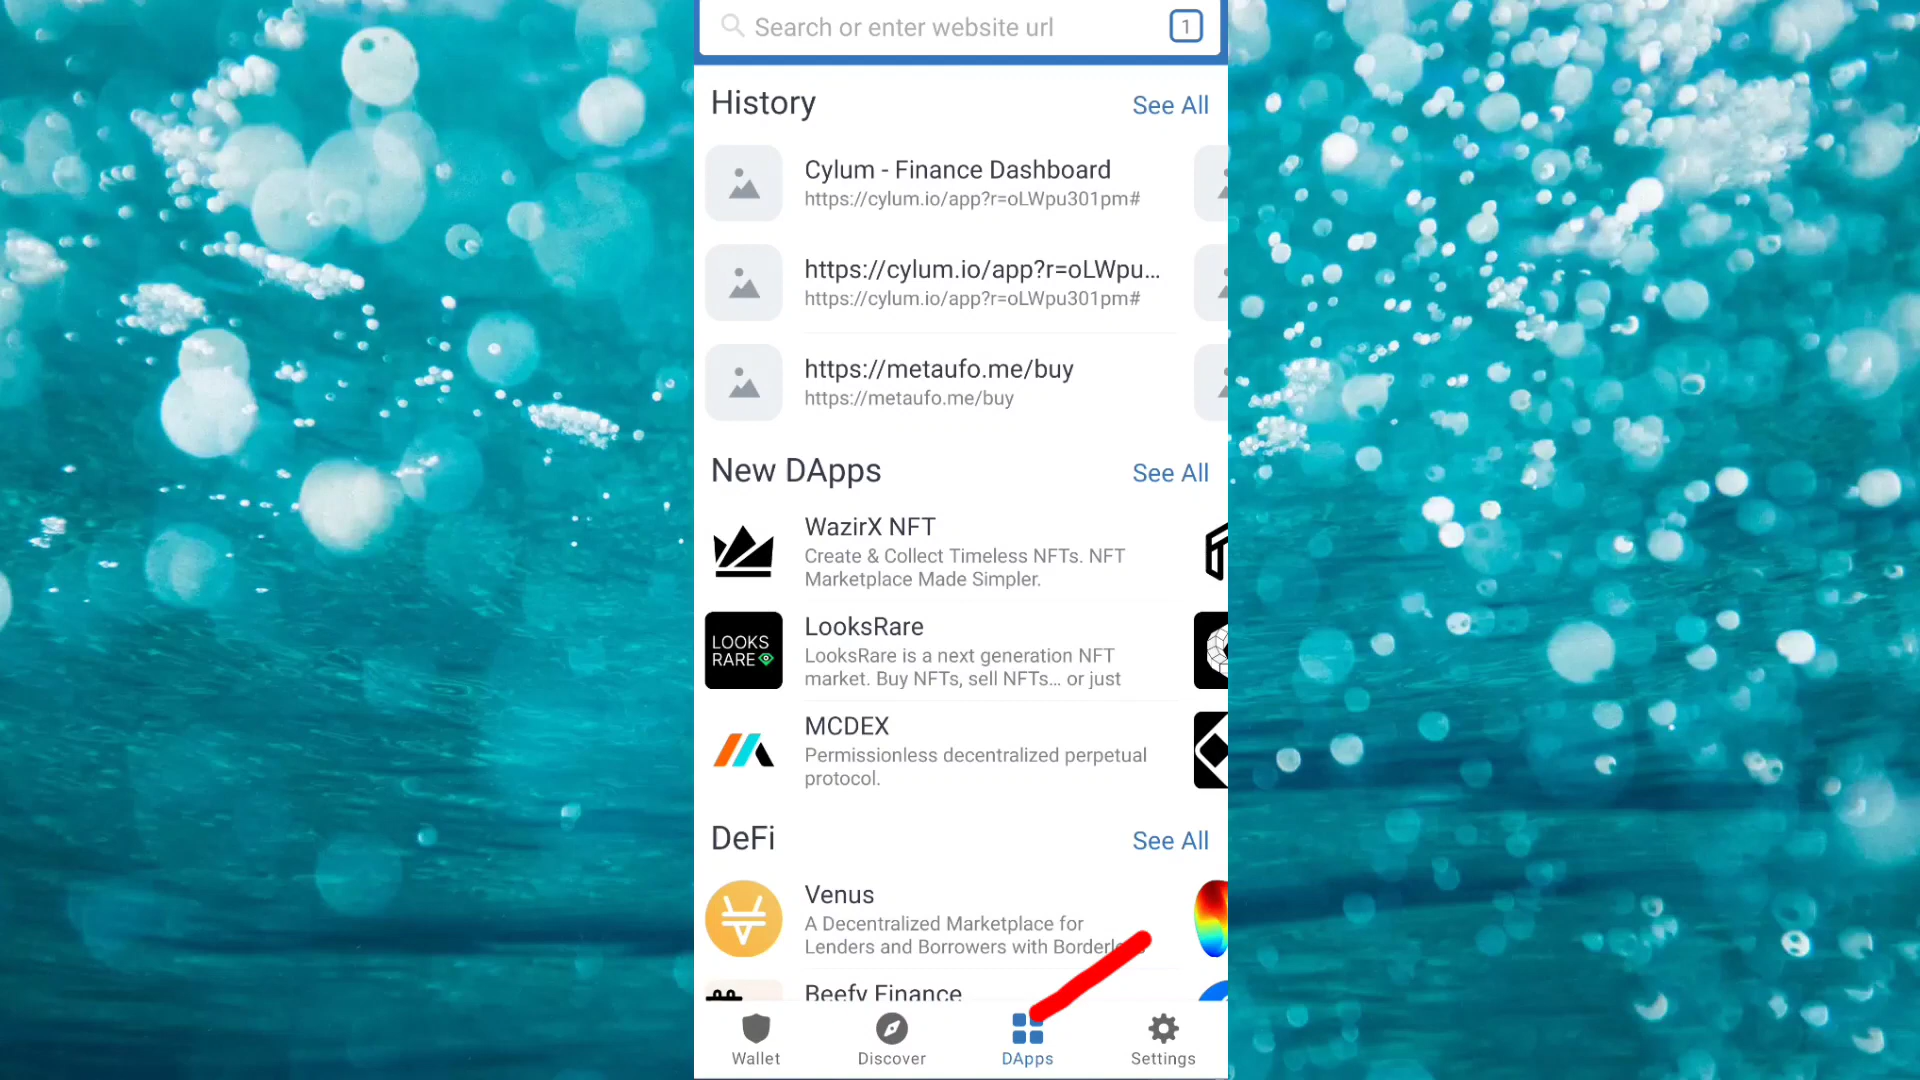 Search or enter website url
1
History
See All
Cylum - Finance Dashboard
https://cylum.io/app?r=oLWpu301pm#
https://cylum.io/app?r=oLWpu...
https://cylum.io/app?r=oLWpu301pm#
https://metaufo.me/buy
https://metaufo.me/buy
New DApps
See All
WazirX NFT
Create & Collect Timeless NFTs. NFT
Marketplace Made Simpler.
LOOKS
RARE
LooksRare
LooksRare is a next generation NFT
market. Buy NFTs, sell NFTs... or just
MCDEX
Permissionless decentralized perpetual
protocol.
DeFi
See All
Venus
A Decentralized Marketplace for
Lenders and Borrowers with
Beefy Finance
Wallet
Discover
DApps
Settings